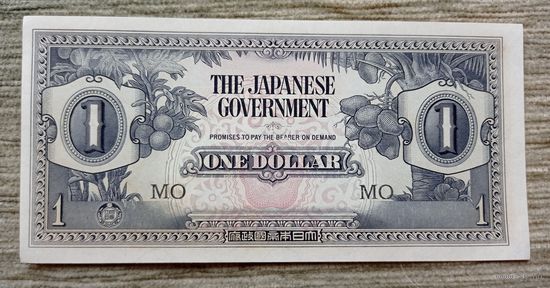 THE JAPANESE
GOVERNMENT
PROMISES TO PAY THE BEARER ON DEMAND
1
1
ONE DOLLAR
MO
MO
1
1
府政國帝本日大